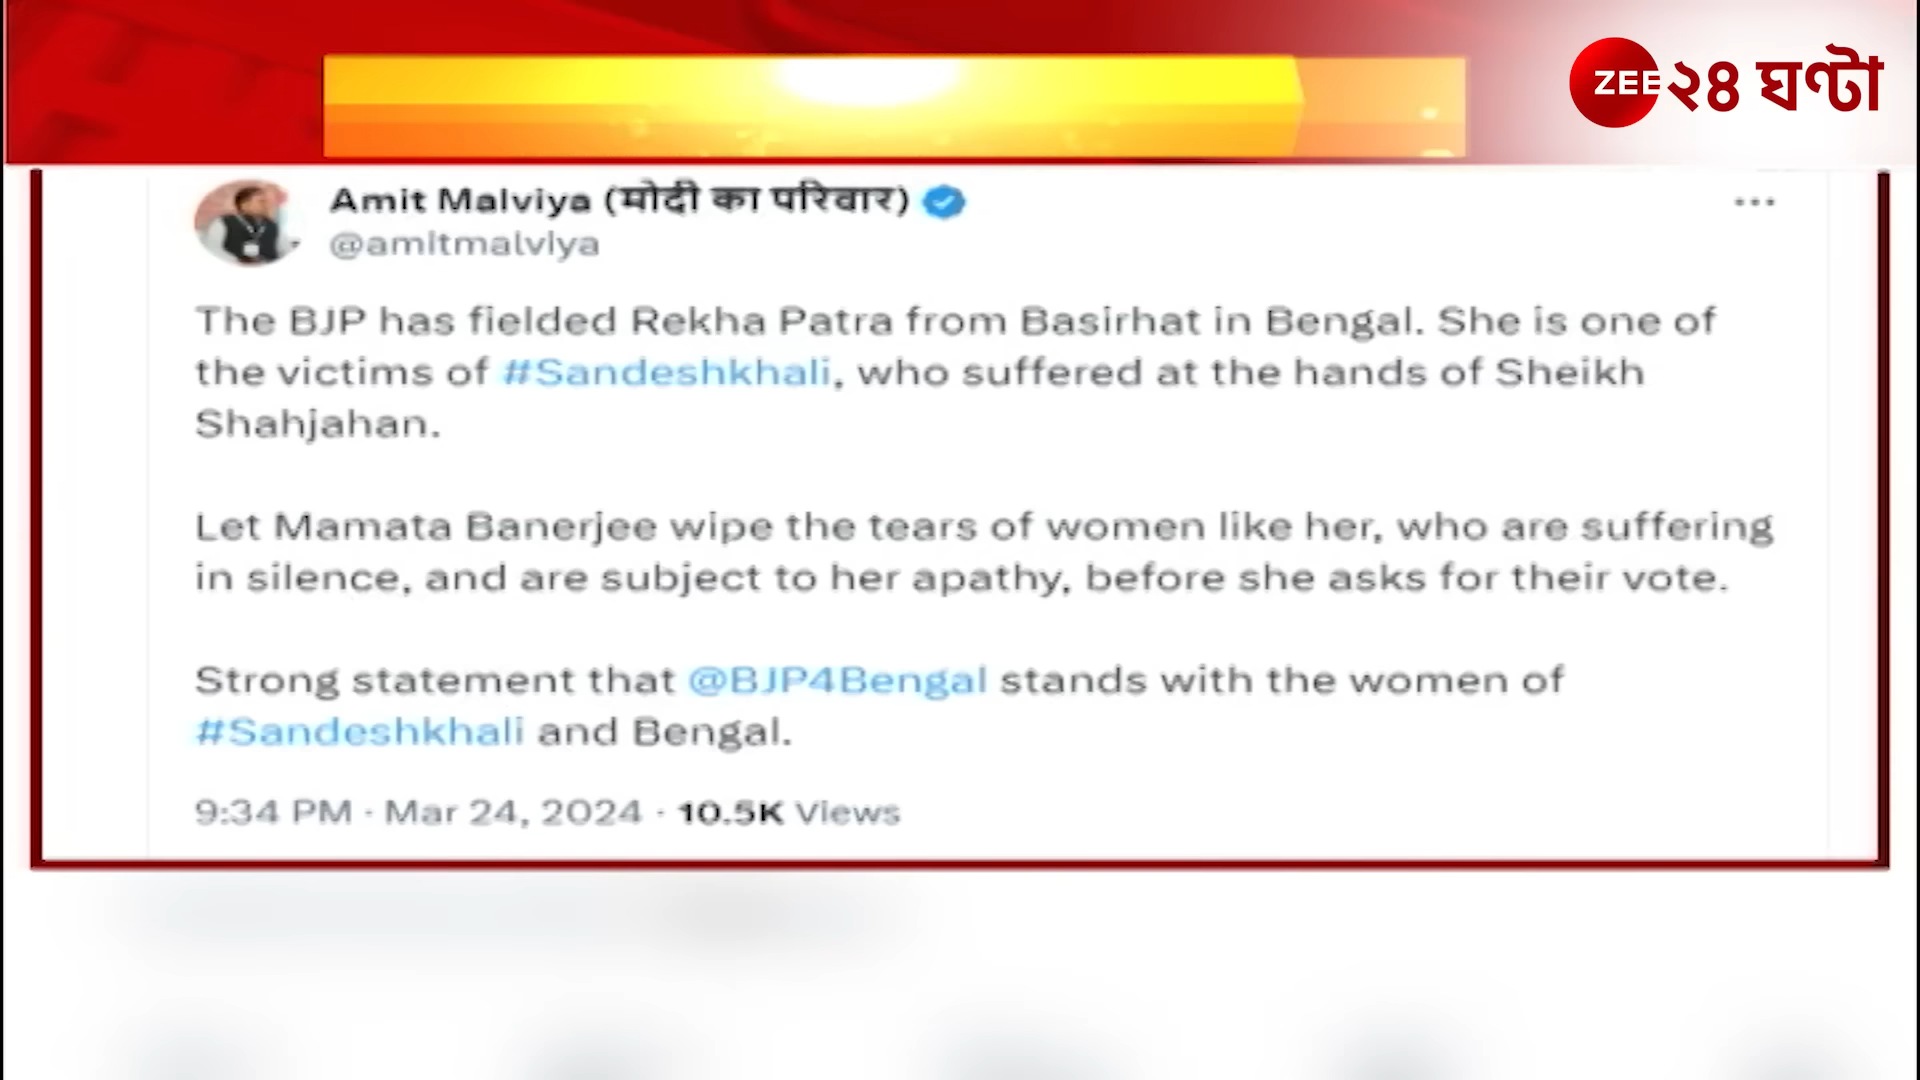 ZEE ২৪ ঘণ্টা
Amit Malviya (मोदी का परिवार)
@amitmalviya
The BJP has fielded Rekha Patra from Basirhat in Bengal. She is one of
the victims of #Sandeshkhali, who suffered at the hands of Sheikh
Shahjahan.
Let Mamata Banerjee wipe the tears of women like her, who are suffering
in silence, and are subject to her apathy, before she asks for their vote.
Strong statement that @BJP4Bengal stands with the women of
#Sandeshkhali and Bengal.
9:34 PM · Mar 24, 2024 · 10.5K Views